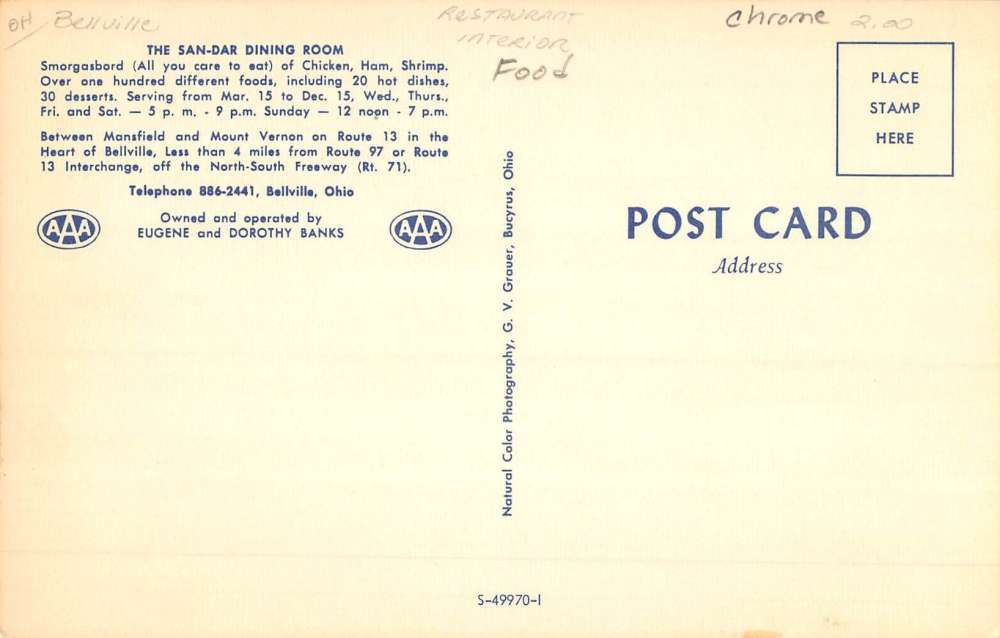 OH Bellville
RESTAURANT
INTERIOR
Food
Chrome 2.00
THE SAN-DAR DINING ROOM
Smorgasbord (All you care to eat) of Chicken, Ham, Shrimp.
Over one hundred different foods, including 20 hot dishes,
30 desserts. Serving from Mar. 15 to Dec. 15, Wed., Thurs.,
Fri. and Sat. — 5 p. m. - 9 p.m. Sunday — 12 noon - 7 p.m.
Between Mansfield and Mount Vernon on Route 13 in the
Heart of Bellville, Less than 4 miles from Route 97 or Route
13 Interchange, off the North-South Freeway (Rt. 71).
Telephone 886-2441, Bellville, Ohio
AAA
Owned and operated by
EUGENE and DOROTHY BANKS
AAA
Natural Color Photography, G. V. Grauer, Bucyrus, Ohio
PLACE
STAMP
HERE
POST CARD
Address
S-49970-1